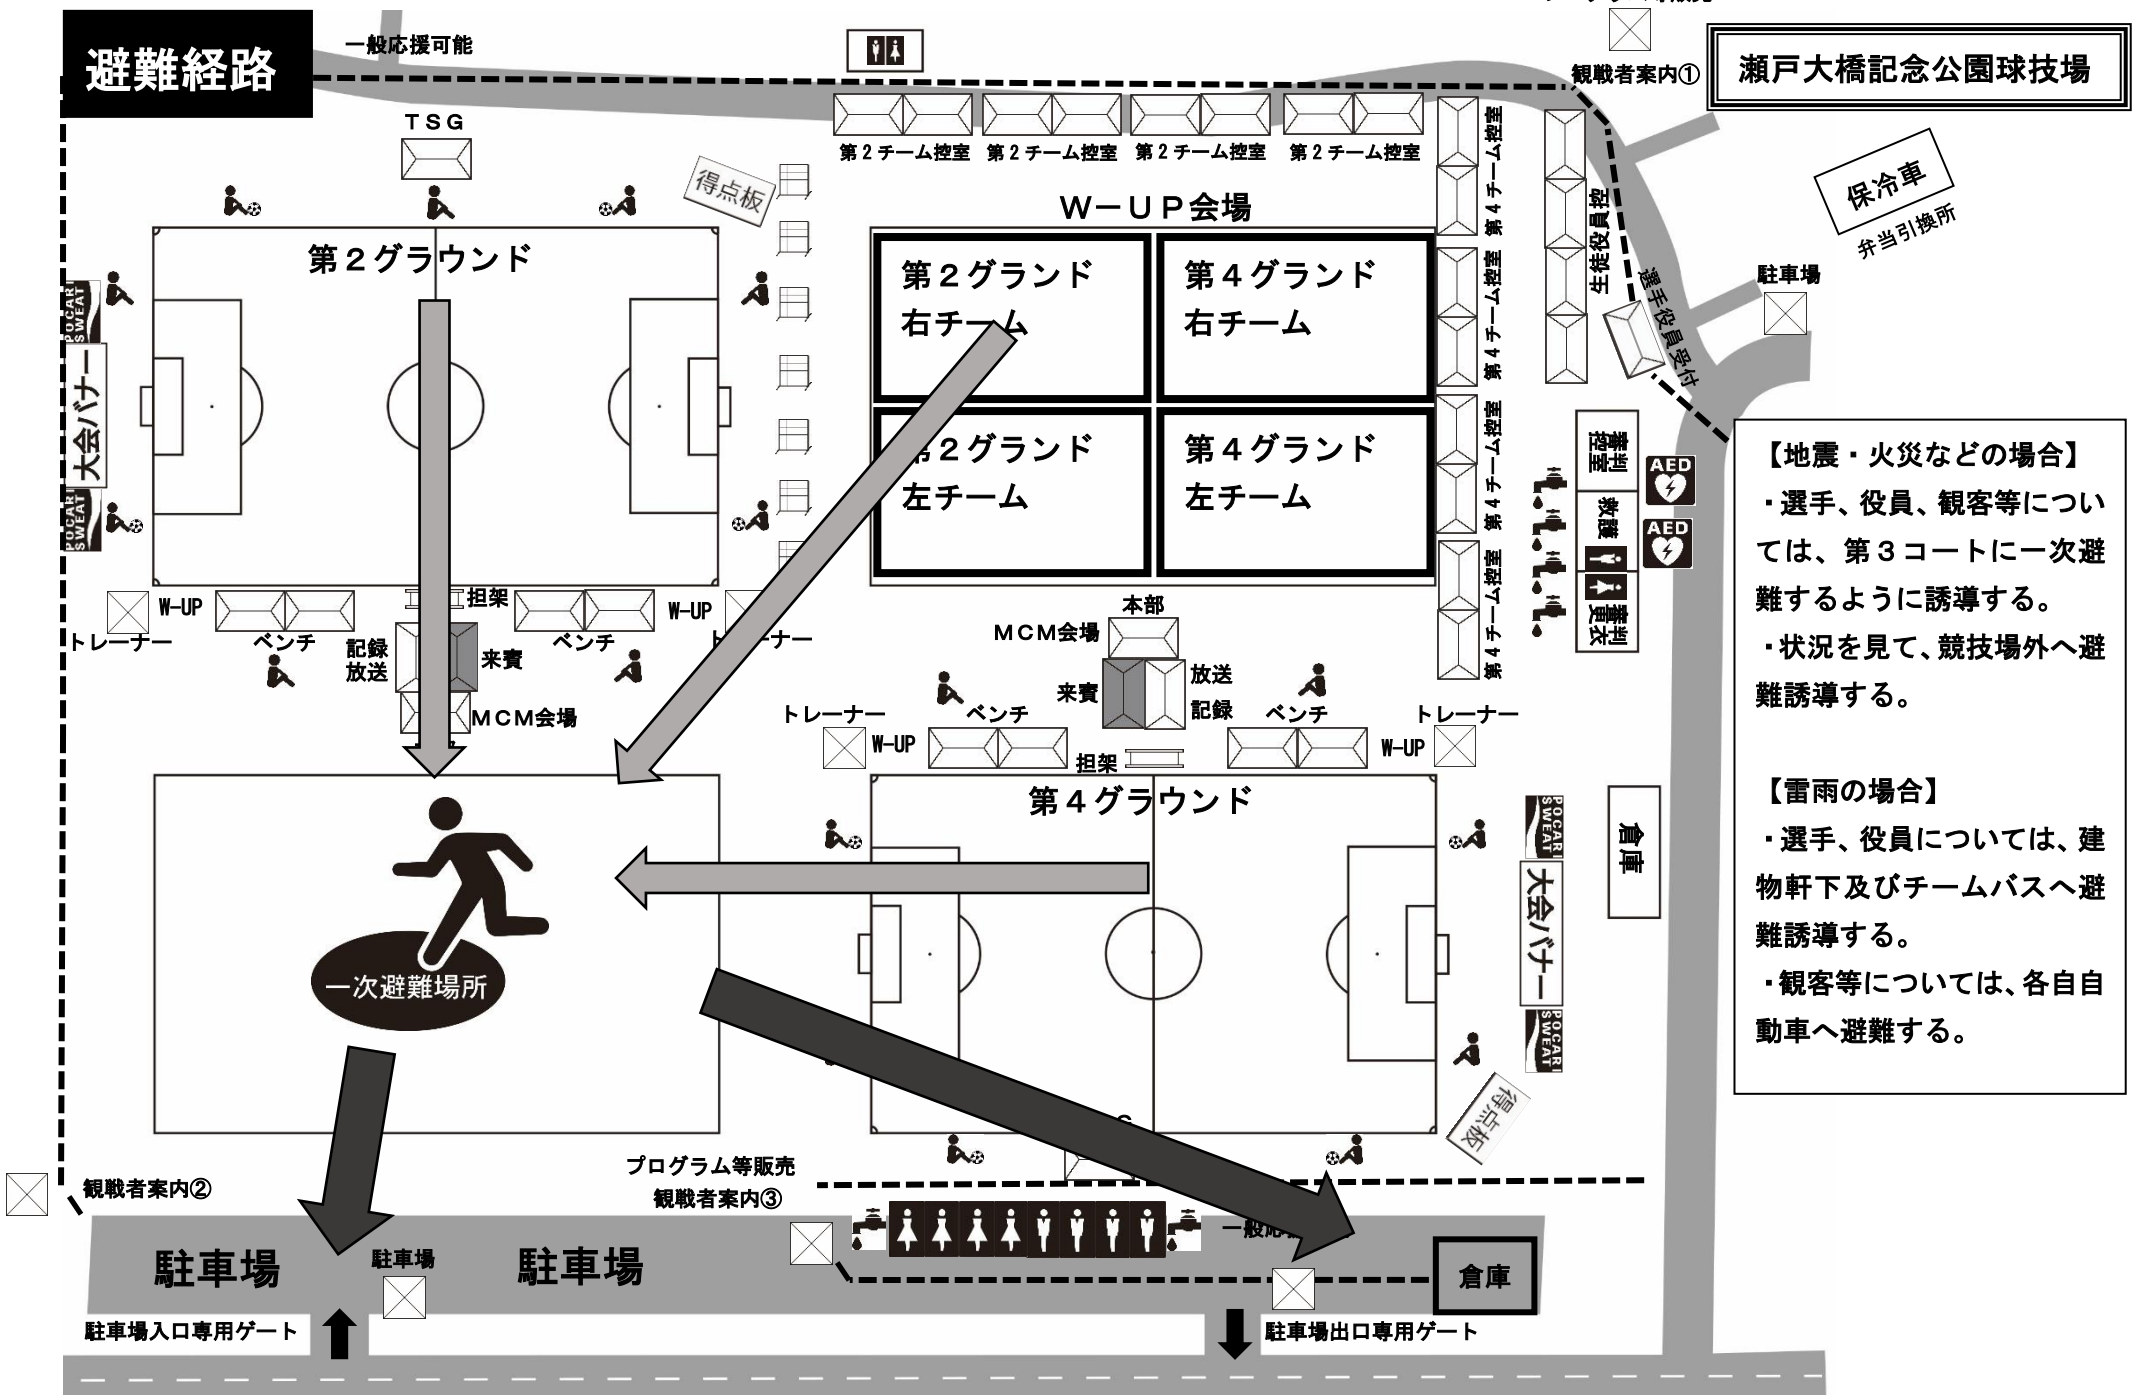 避難経路
一般応援可能
観戦者案内①
瀬戸大橋記念公園球技場
TSG
得点板
第2チーム控室
第2チーム控室
第2チーム控室
第2チーム控室
第4チーム控室
第4チーム控室
第4チーム控室
第4チーム控室
生徒役員控
選手役員受付
保冷車
弁当引換所
駐車場
W－UP会場
第2グラウンド
第2グランド
右チーム
第4グランド
右チーム
第2グランド
左チーム
第4グランド
左チーム
POCARI
SWEAT
大会バナー
POCARI
SWEAT
審判
控室
AED
救護
AED
審判
更衣
【地震・火災などの場合】
・選手、役員、観客等につい
ては、第3コートに一次避
難するように誘導する。
・状況を見て、競技場外へ避
難誘導する。
【雷雨の場合】
・選手、役員については、建
物軒下及びチームバスへ避
難誘導する。
・観客等については、各自自
動車へ避難する。
W-UP
トレーナー
ベンチ
担架
記録
放送
来賓
MCM会場
ベンチ
W-UP
本部
MCM会場
来賓
放送
記録
トレーナー
W-UP
ベンチ
担架
ベンチ
W-UP
トレーナー
第4グラウンド
一次避難場所
POCARI
SWEAT
大会バナー
POCARI
SWEAT
倉庫
得点板
観戦者案内②
プログラム等販売
観戦者案内③
駐車場
駐車場
駐車場
倉庫
駐車場入口専用ゲート
駐車場出口専用ゲート